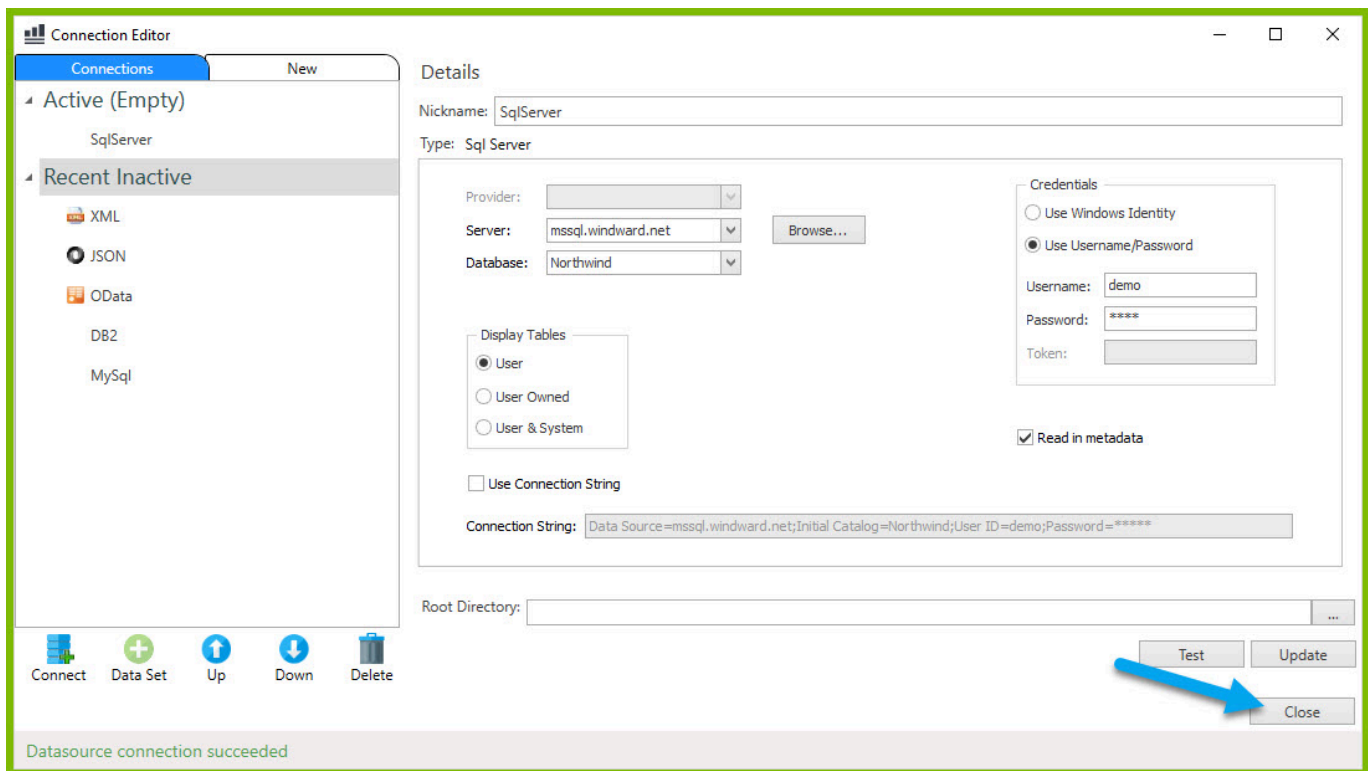 Connection Editor
Connections
New
Active (Empty)
SqlServer
Recent Inactive
XML
JSON
OData
DB2
MySql
Connect
Data Set
Up
Down
Delete
Details
Nickname: SqlServer
Type: Sql Server
Provider:
Server: mssql.windward.net Browse...
Database: Northwind
Display Tables
User
User Owned
User & System
Credentials
Use Windows Identity
Use Username/Password
Username: demo
Password: ****
Token:
Read in metadata
Use Connection String
Connection String: Data Source=mssql.windward.net;Initial Catalog=Northwind;User ID=demo;Password=*****
Root Directory: ...
Test Update
Close
Datasource connection succeeded